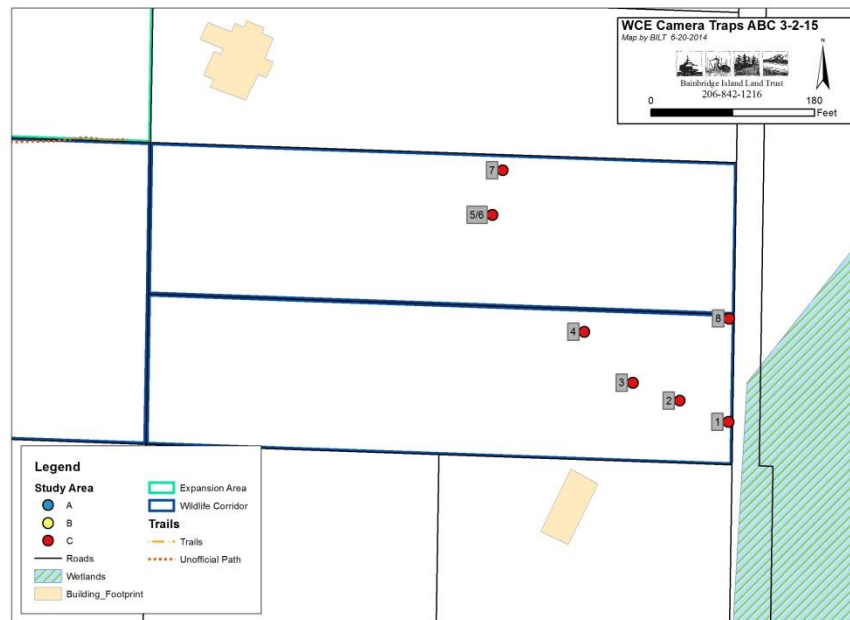 WCE Camera Traps ABC 3-2-15
Map by BILT 6-20-2014
N
Bainbridge Island Land Trust
206-842-1216
0 180
Feet
7
5/6
8
4
3
2
1
Legend
Study Area
A
B
C
Roads
Wetlands
Building_Footprint
Expansion Area
Wildlife Corridor
Trails
Trails
Unofficial Path